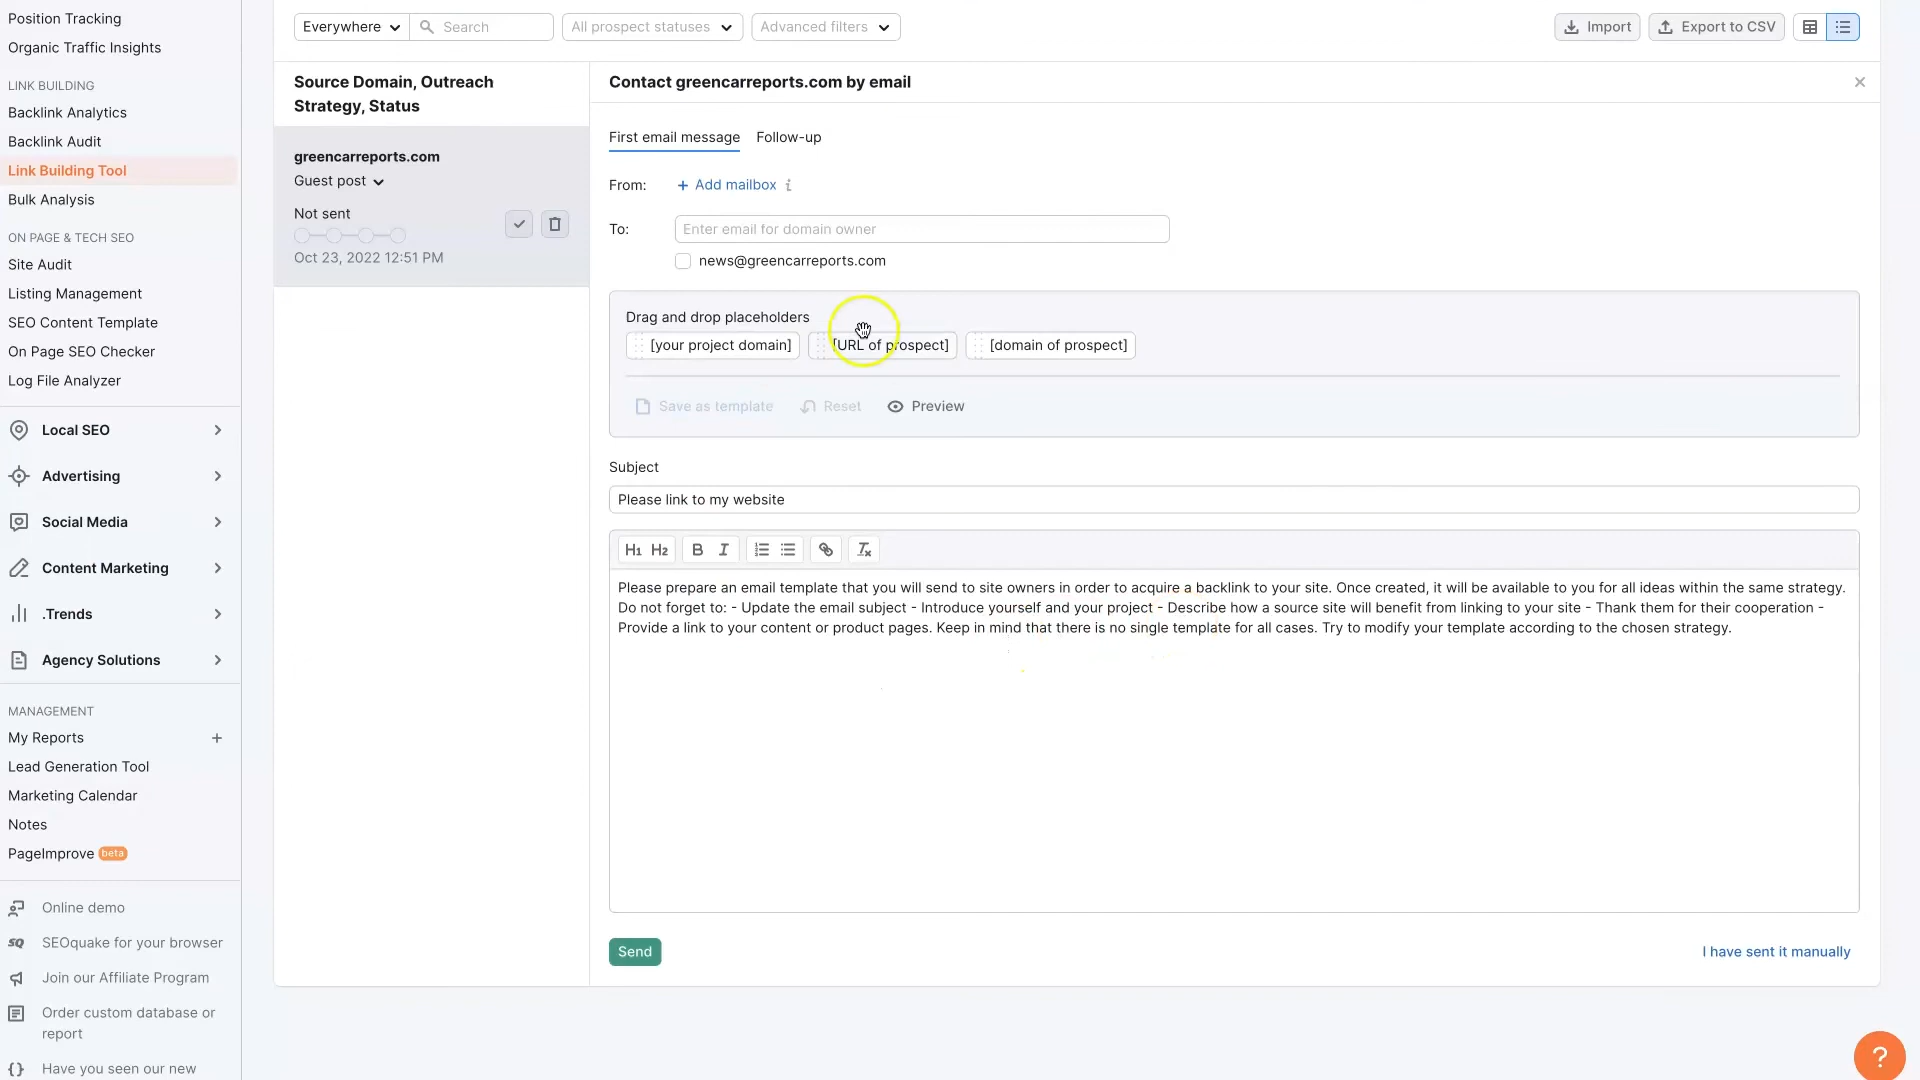 Position Tracking
Organic Traffic Insights
LINK BUILDING
Backlink Analytics
Backlink Audit
Link Building Tool
Bulk Analysis
ON PAGE & TECH SEO
Site Audit
Listing Management
SEO Content Template
On Page SEO Checker
Log File Analyzer
Local SEO
Advertising
Social Media
Content Marketing
.Trends
Agency Solutions
MANAGEMENT
My Reports +
Lead Generation Tool
Marketing Calendar
Notes
PageImprove beta
Online demo
SQ SEOquake for your browser
Join our Affiliate Program
Order custom database or
report
{} Have you seen our new
Everywhere Search All prospect statuses Advanced filters Import Export to CSV
Source Domain, Outreach
Strategy, Status
greencarreports.com
Guest post
Not sent
Oct 23, 2022 12:51 PM
Contact greencarreports.com by email
First email message Follow-up
From: + Add mailbox i
To: Enter email for domain owner
news@greencarreports.com
Drag and drop placeholders
[your project domain] [URL of prospect] [domain of prospect]
Save as template Reset Preview
Subject
Please link to my website
H1 H2 B I
Please prepare an email template that you will send to site owners in order to acquire a backlink to your site. Once created, it will be available to you for all ideas within the same strategy.
Do not forget to: - Update the email subject - Introduce yourself and your project - Describe how a source site will benefit from linking to your site - Thank them for their cooperation -
Provide a link to your content or product pages. Keep in mind that there is no single template for all cases. Try to modify your template according to the chosen strategy.
Send I have sent it manually
?